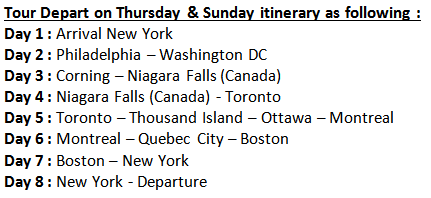 Tour Depart on Thursday & Sunday itinerary as following :
Day 1 : Arrival New York
Day 2 : Philadelphia – Washington DC
Day 3 : Corning – Niagara Falls (Canada)
Day 4 : Niagara Falls (Canada) - Toronto
Day 5 : Toronto – Thousand Island – Ottawa – Montreal
Day 6 : Montreal – Quebec City – Boston
Day 7 : Boston – New York
Day 8 : New York - Departure